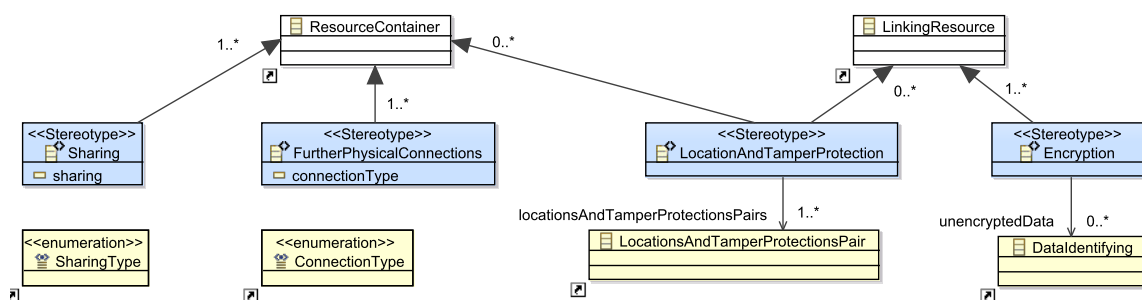 ResourceContainer
LinkingResource
1..*
0..*
0..*
1..*
1..*
<<Stereotype>>
Sharing
sharing
<<Stereotype>>
FurtherPhysicalConnections
connectionType
<<Stereotype>>
LocationAndTamperProtection
<<Stereotype>>
Encryption
locationsAndTamperProtectionsPairs
1..*
unencryptedData
0..*
<<enumeration>>
SharingType
<<enumeration>>
ConnectionType
LocationsAndTamperProtectionsPair
DataIdentifying